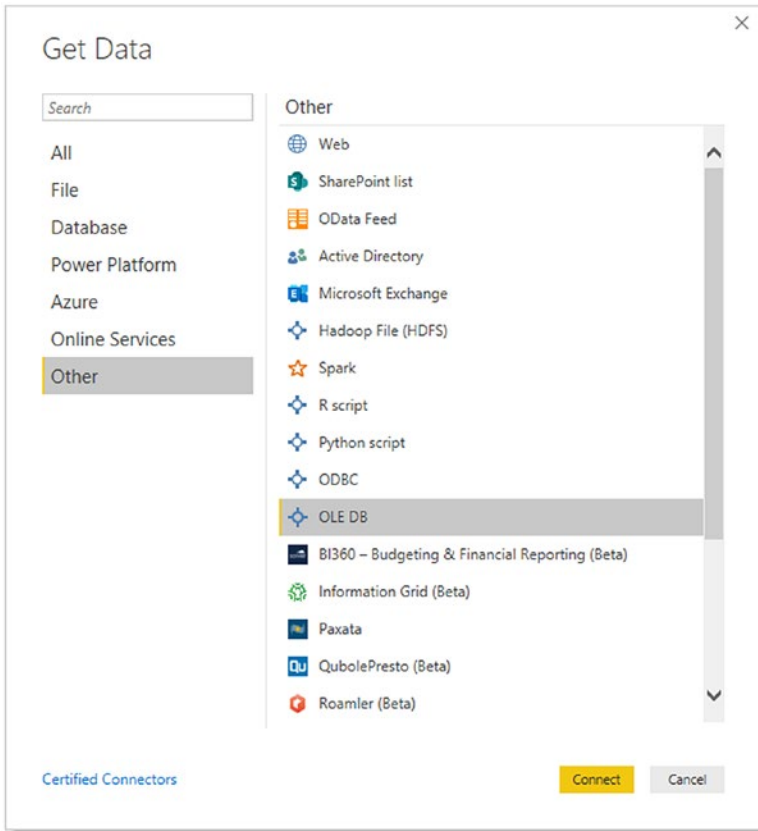 Get Data
Search
All
File
Database
Power Platform
Azure
Online Services
Other
Other
Web
SharePoint list
OData Feed
Active Directory
Microsoft Exchange
Hadoop File (HDFS)
Spark
R script
Python script
ODBC
OLE DB
BI360 – Budgeting & Financial Reporting (Beta)
Information Grid (Beta)
Paxata
Qu QubolePresto (Beta)
Roamler (Beta)
Certified Connectors
Connect
Cancel